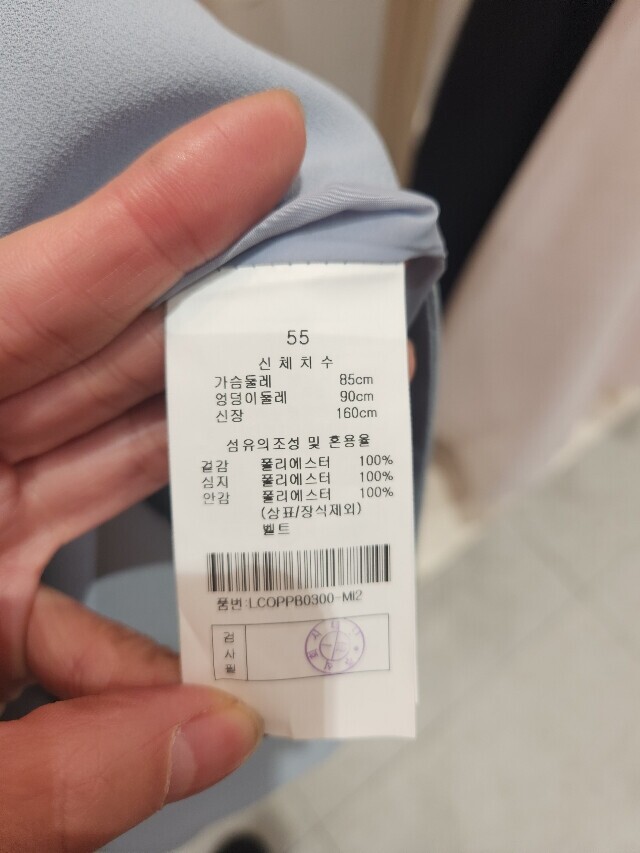 55
신체치수
가슴둘레 85cm
엉덩이둘레 90cm
신장 160cm
섬유의조성 및 혼용율
겉감 폴리에스터 100%
심지 폴리에스터 100%
안감 폴리에스터 100%
(상표/장식제외)
벨트
품번:LCOPPB0300-MI2
검사필